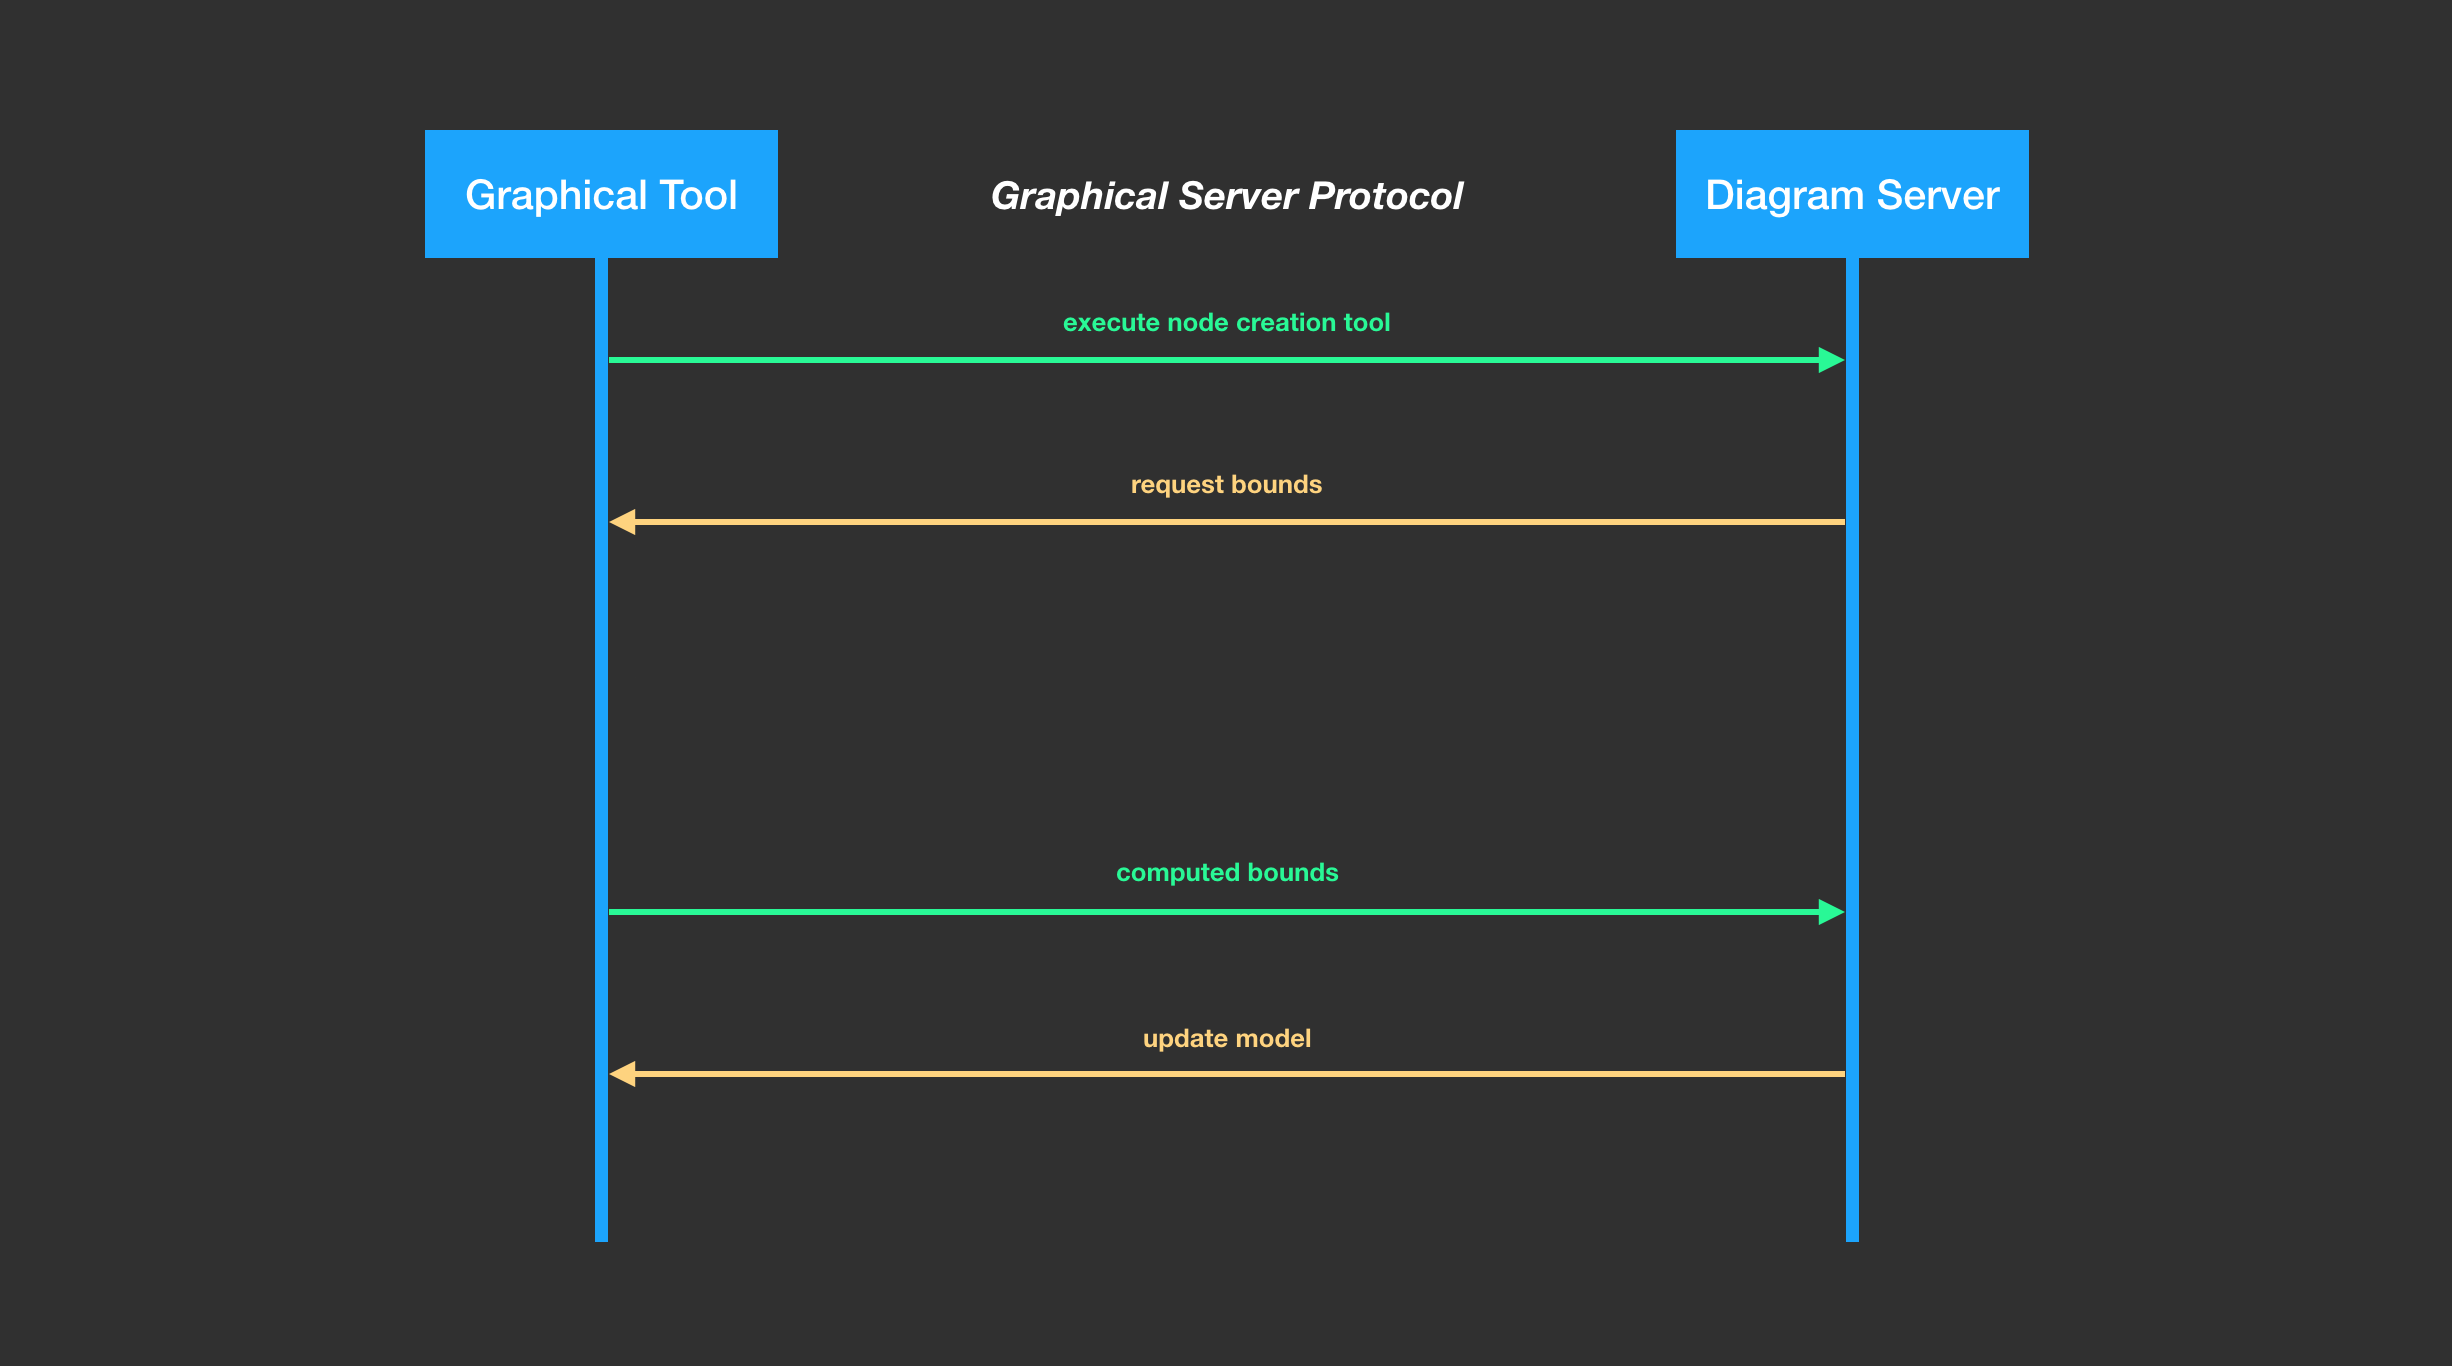 Graphical Tool
Graphical Server Protocol
Diagram Server
execute node creation tool
request bounds
computed bounds
update model